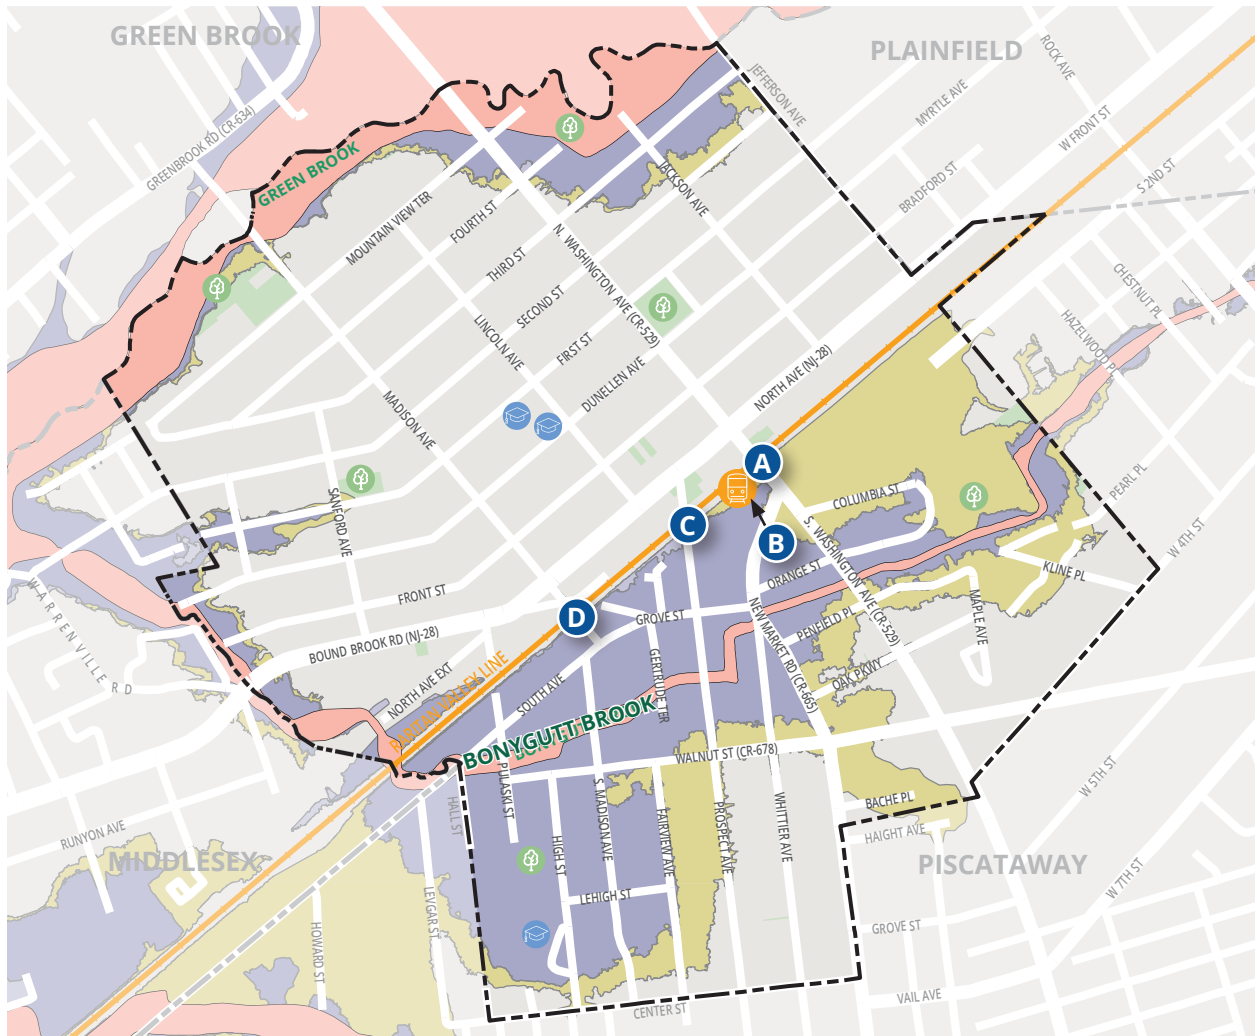 GREEN BROOK
PLAINFIELD
ROCK AVE
JEFFERSON AVE
MYRTLE AVE
W FRONT ST
GREENBROOK RD (CR-634)
GREEN BROOK
S 2ND ST
BRADFORD ST
JACKSON AVE
MOUNTAIN VIEW TER
FOURTH ST
N. WASHINGTON AVE (CR-529)
THIRD ST
SECOND ST
CHESTNUT PL
HAZELWOOD PL
LINCOLN AVE
FIRST ST
DUNELLEN AVE
NORTH AVE (NJ-28)
MADISON AVE
A
PEARL PL
COLUMBIA ST
SANFORD AVE
C
B
S. WASHINGTON AVE (CR-529)
W 4TH ST
ORANGE ST
KLINE PL
FRONT ST
WARRENVILLE RD
D
GROVE ST
NEW MARKET RD (CR-665)
PENFIELD PL
MAPLE AVE
BOUND BROOK RD (NJ-28)
GERTRUDE TER
OAK PKWY
NORTH AVE EXT
RARITAN VALLEY LINE
SOUTH AVE
BONYGUTT BROOK
WALNUT ST (CR-678)
W 5TH ST
PULASKI ST
HALL ST
S. MADISON AVE
FAIRVIEW AVE
PROSPECT AVE
WHITTIER AVE
BACHE PL
HAIGHT AVE
RUNYON AVE
MIDDLESEX
HIGH ST
PISCATAWAY
W 7TH ST
LEVGAR ST
LEHIGH ST
HOWARD ST
GROVE ST
VAIL AVE
CENTER ST